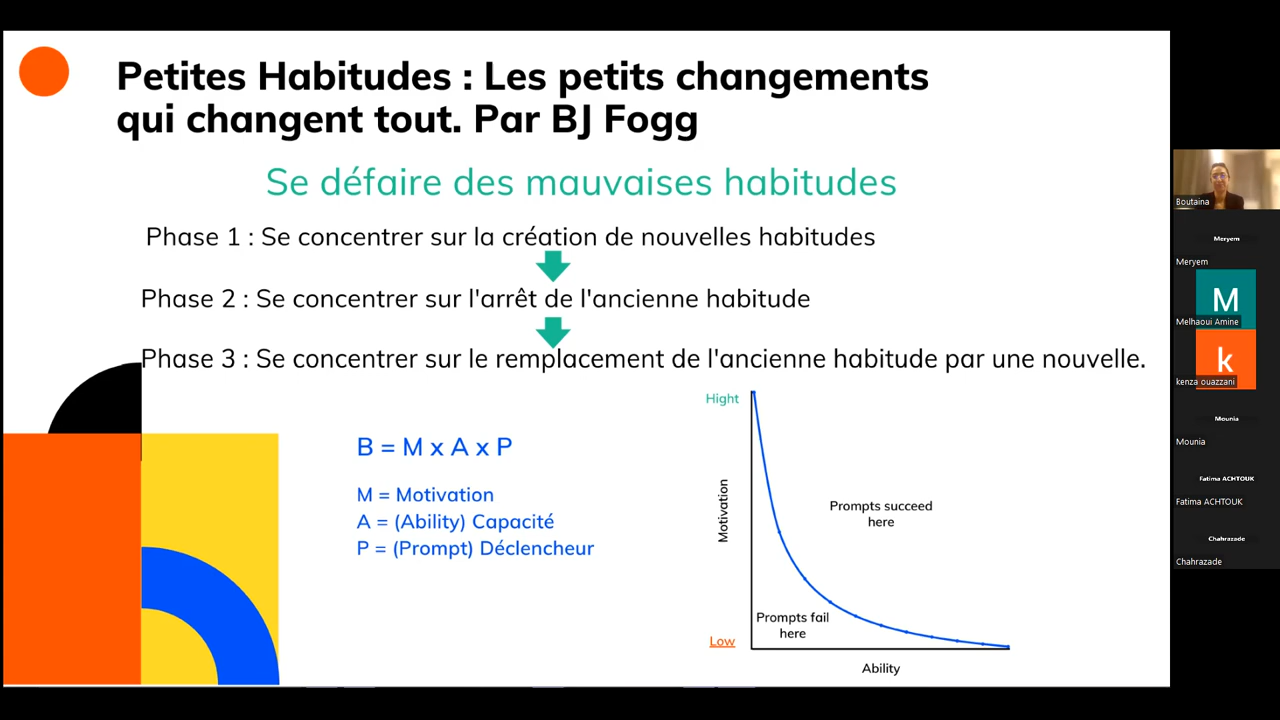 Petites Habitudes : Les petits changements
qui changent tout. Par BJ Fogg
Se défaire des mauvaises habitudes
Phase 1 : Se concentrer sur la création de nouvelles habitudes
Phase 2 : Se concentrer sur l'arrêt de l'ancienne habitude
Phase 3 : Se concentrer sur le remplacement de l'ancienne habitude par une nouvelle.
B = M x A x P
M = Motivation
A = (Ability) Capacité
P = (Prompt) Déclencheur
Hight
Motivation
Prompts succeed
here
Prompts fail
here
Low
Ability
Boutaina
Meryem
Meryem
M
Melhaoui Amine
k
kenza ouazzani
Mounia
Mounia
Fatima ACHTOUK
Fatima ACHTOUK
Chahrazade
Chahrazade